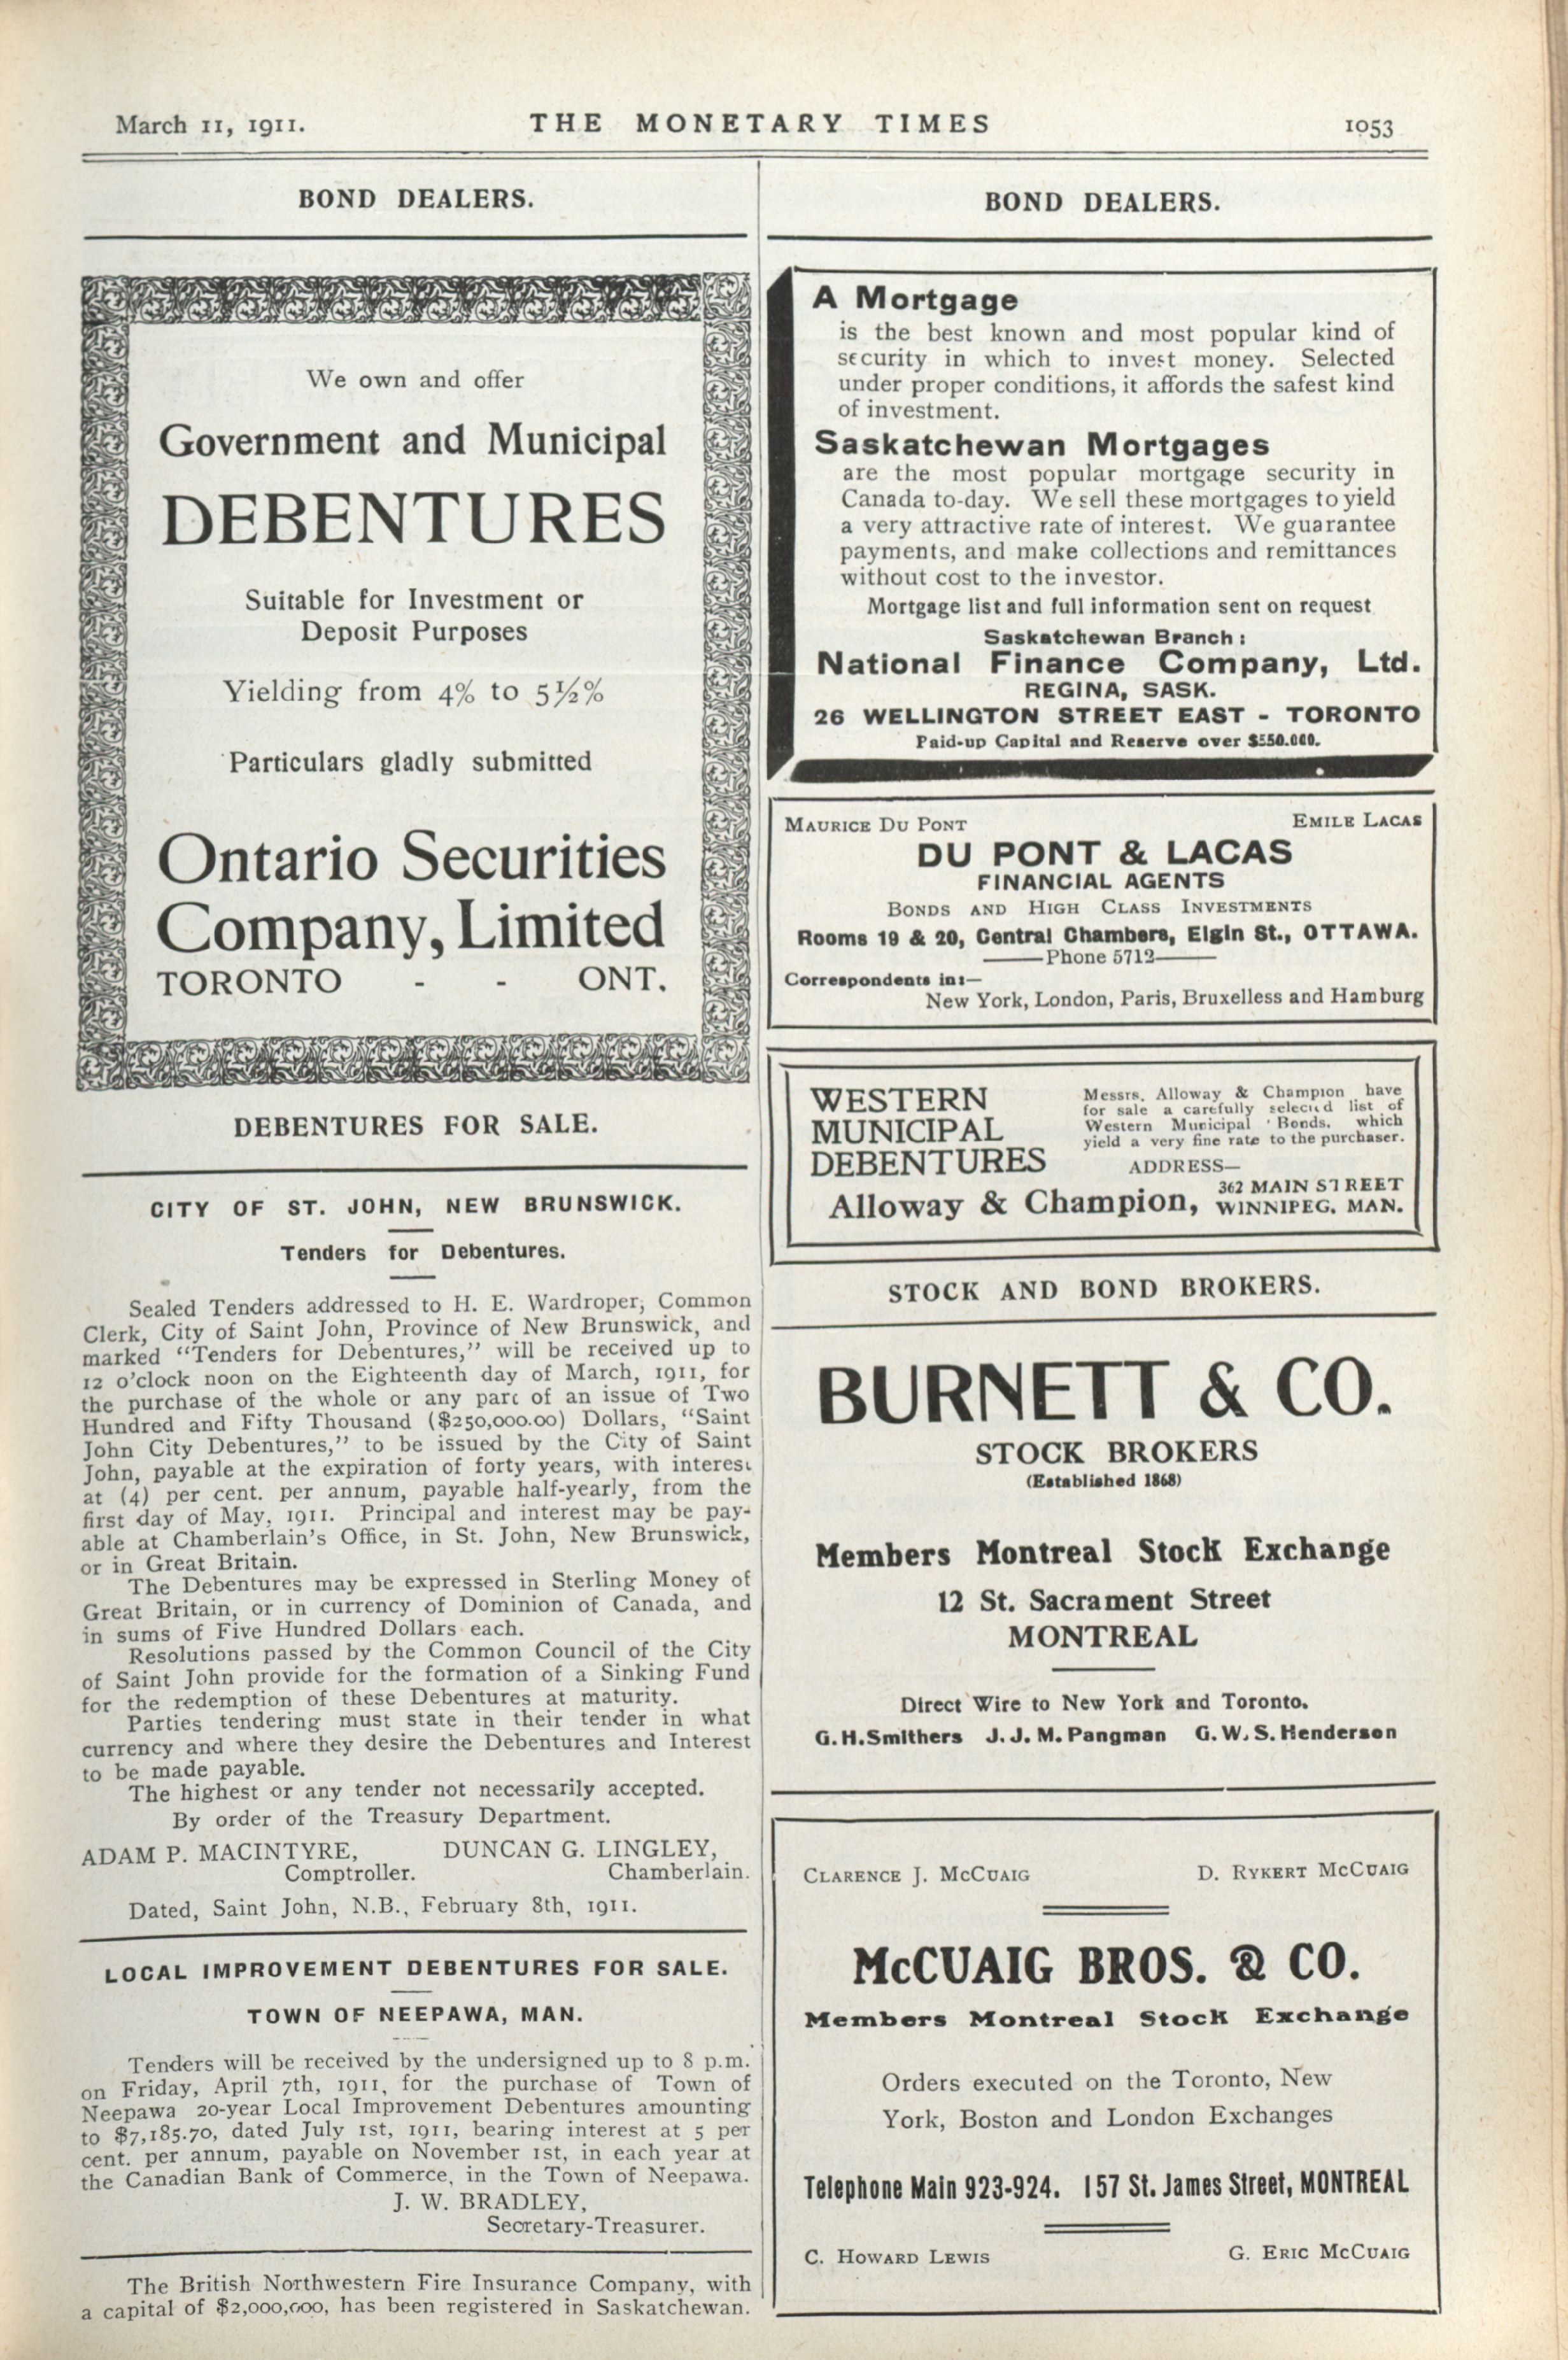 March 11, 1911.
THE MONETARY TIMES
1053
BOND DEALERS.
We own and offer
Government and Municipal
DEBENTURES
Suitable for Investment or
Deposit Purposes
Yielding from 4% to 5½%
Particulars gladly submitted
Ontario Securities
Company, Limited
TORONTO - - ONT.
DEBENTURES FOR SALE.
CITY OF ST. JOHN, NEW BRUNSWICK.
Tenders for Debentures.
Sealed Tenders addressed to H. E. Wardroper, Common
Clerk, City of Saint John, Province of New Brunswick, and
marked "Tenders for Debentures," will be received up to
12 o'clock noon on the Eighteenth day of March, 1911, for
the purchase of the whole or any part of an issue of Two
Hundred and Fifty Thousand ($250,000.00) Dollars, "Saint
John City Debentures," to be issued by the City of Saint
John, payable at the expiration of forty years, with interest
at (4) per cent. per annum, payable half-yearly, from the
first day of May, 1911. Principal and interest may be pay-
able at Chamberlain's Office, in St. John, New Brunswick,
or in Great Britain.
The Debentures may be expressed in Sterling Money of
Great Britain, or in currency of Dominion of Canada, and
in sums of Five Hundred Dollars each.
Resolutions passed by the Common Council of the City
of Saint John provide for the formation of a Sinking Fund
for the redemption of these Debentures at maturity.
Parties tendering must state in their tender in what
currency and where they desire the Debentures and Interest
to be made payable.
The highest or any tender not necessarily accepted.
By order of the Treasury Department.
ADAM P. MACINTYRE, DUNCAN G. LINGLEY,
Comptroller. Chamberlain.
Dated, Saint John, N.B., February 8th, 1911.
LOCAL IMPROVEMENT DEBENTURES FOR SALE.
TOWN OF NEEPAWA, MAN.
Tenders will be received by the undersigned up to 8 p.m.
on Friday, April 7th, 1911, for the purchase of Town of
Neepawa 20-year Local Improvement Debentures amounting
to $7,185.70, dated July 1st, 1911, bearing interest at 5 per
cent. per annum, payable on November 1st, in each year at
the Canadian Bank of Commerce, in the Town of Neepawa.
J. W. BRADLEY,
Secretary-Treasurer.
The British Northwestern Fire Insurance Company, with
a capital of $2,000,000, has been registered in Saskatchewan.
BOND DEALERS.
A Mortgage
is the best known and most popular kind of
security in which to invest money. Selected
under proper conditions, it affords the safest kind
of investment.
Saskatchewan Mortgages
are the most popular mortgage security in
Canada to-day. We sell these mortgages to yield
a very attractive rate of interest. We guarantee
payments, and make collections and remittances
without cost to the investor.
Mortgage list and full information sent on request
Saskatchewan Branch:
National Finance Company, Ltd.
REGINA, SASK.
26 WELLINGTON STREET EAST - TORONTO
Paid-up Capital and Reserve over $550.000.
MAURICE DU PONT EMILE LACAS
DU PONT & LACAS
FINANCIAL AGENTS
BONDS AND HIGH CLASS INVESTMENTS
Rooms 19 & 20, Central Chambers, Elgin St., OTTAWA.
Phone 5712
Correspondents in:—
New York, London, Paris, Bruxelless and Hamburg
WESTERN
MUNICIPAL
DEBENTURES
Messrs. Alloway & Champion have
for sale a carefully selected list of
Western Municipal Bonds. which
yield a very fine rate to the purchaser.
ADDRESS—
Alloway & Champion, 362 MAIN STREET
WINNIPEG. MAN.
STOCK AND BOND BROKERS.
BURNETT & CO.
STOCK BROKERS
(Established 1868)
Members Montreal Stock Exchange
12 St. Sacrament Street
MONTREAL
Direct Wire to New York and Toronto.
G. H. Smithers J. J. M. Pangman G. W. S. Henderson
CLARENCE J. MCCUAIG D. RYKERT MCCUAIG
McCUAIG BROS. & CO.
Members Montreal Stock Exchange
Orders executed on the Toronto, New
York, Boston and London Exchanges
Telephone Main 923-924. 157 St. James Street, MONTREAL
C. HOWARD LEWIS G. ERIC MCCUAIG